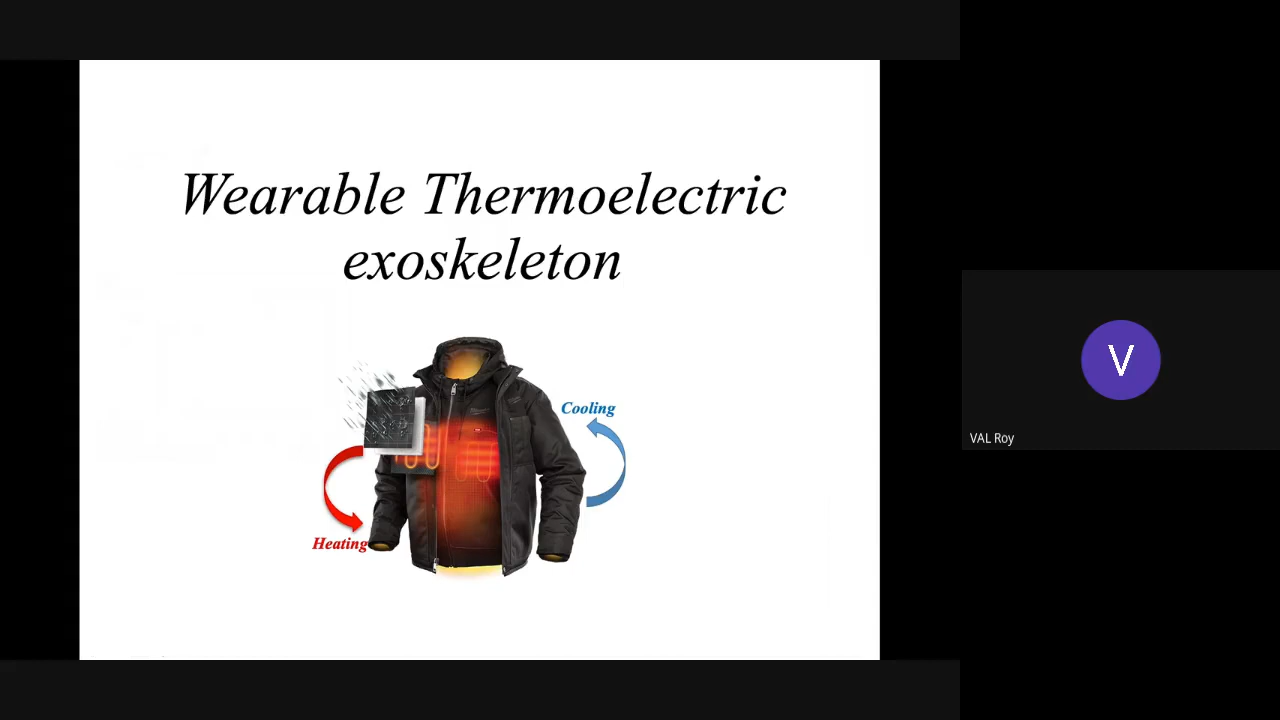 Wearable Thermoelectric
exoskeleton
Cooling
Heating
V
VAL Roy